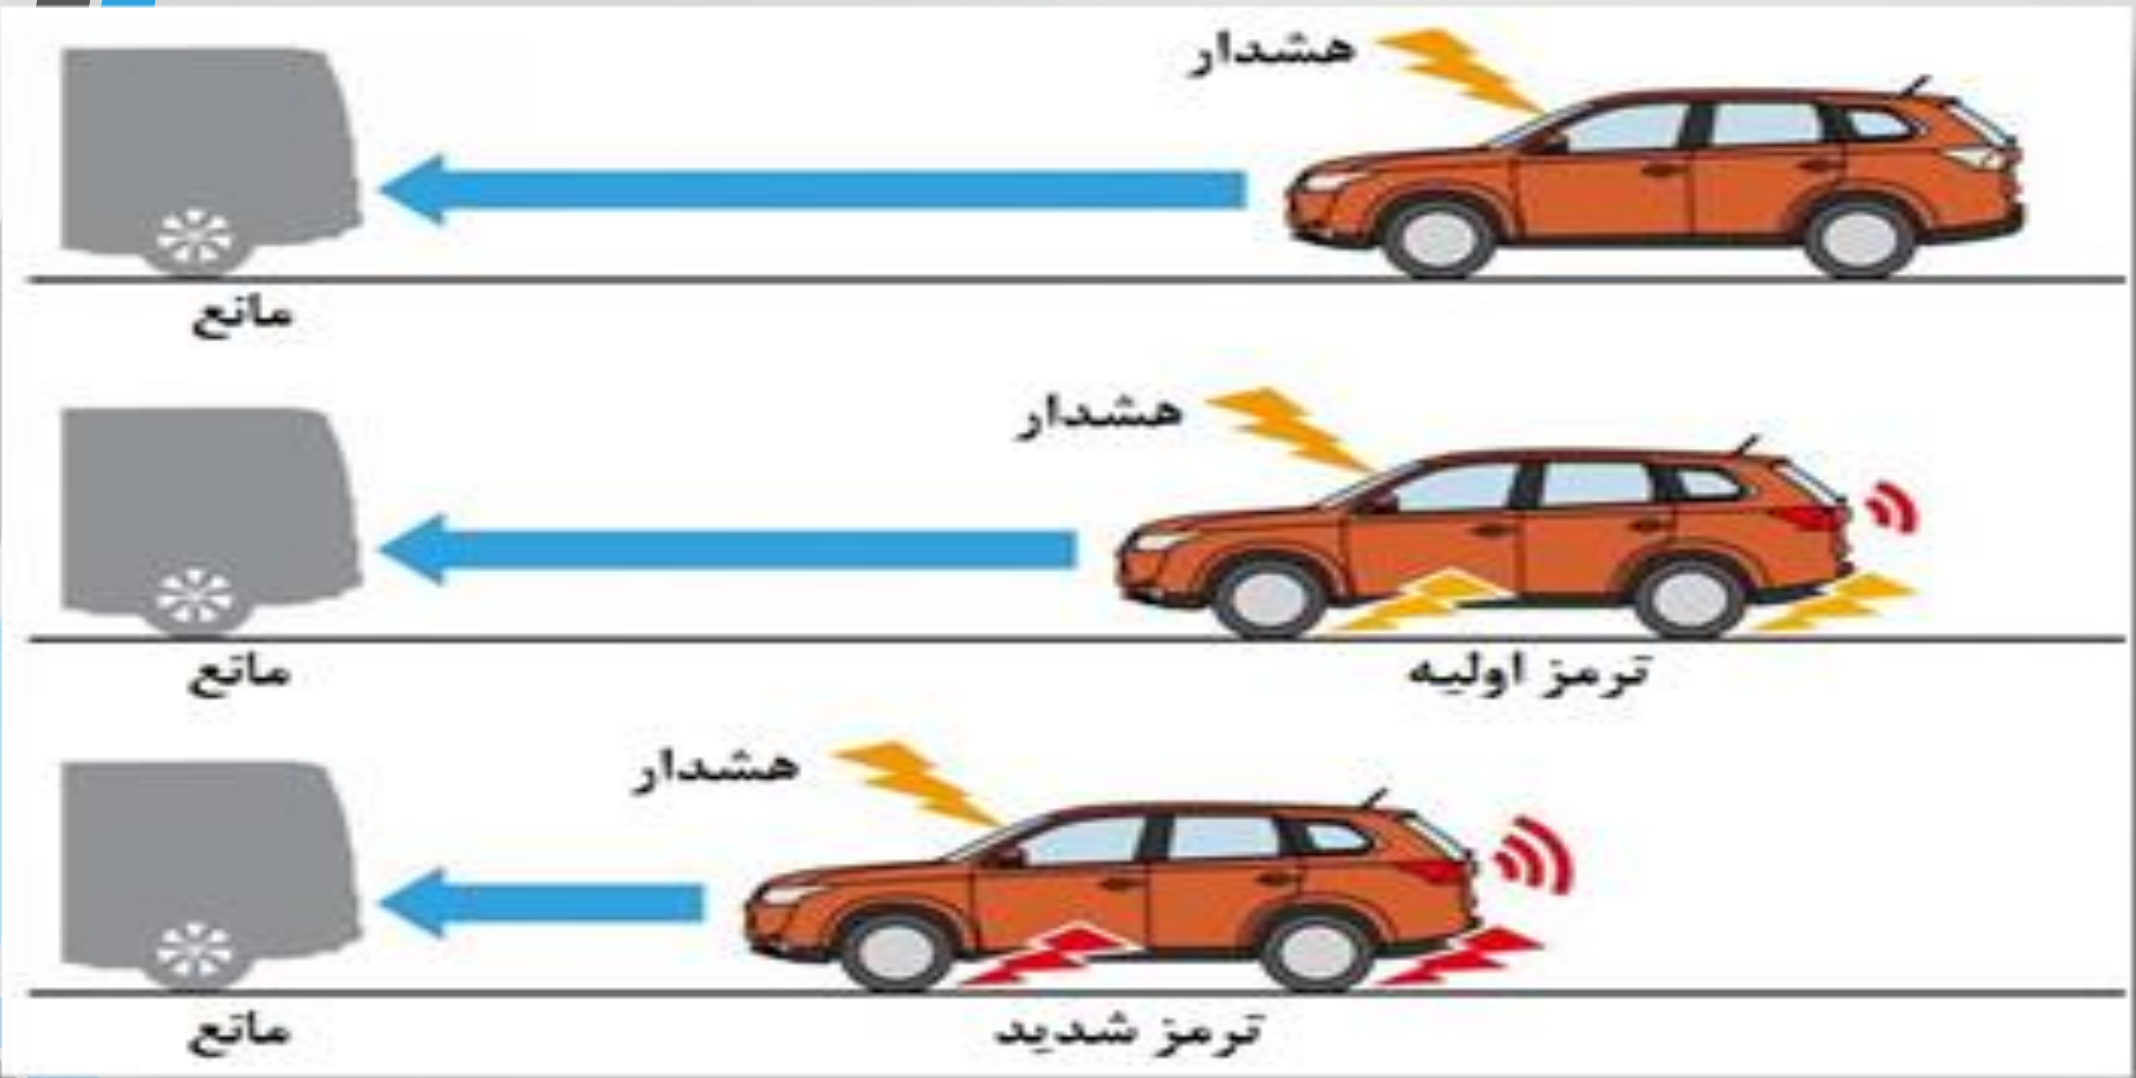 هشدار
مانع
هشدار
مانع
ترمز اولیه
هشدار
مانع
ترمز شدید